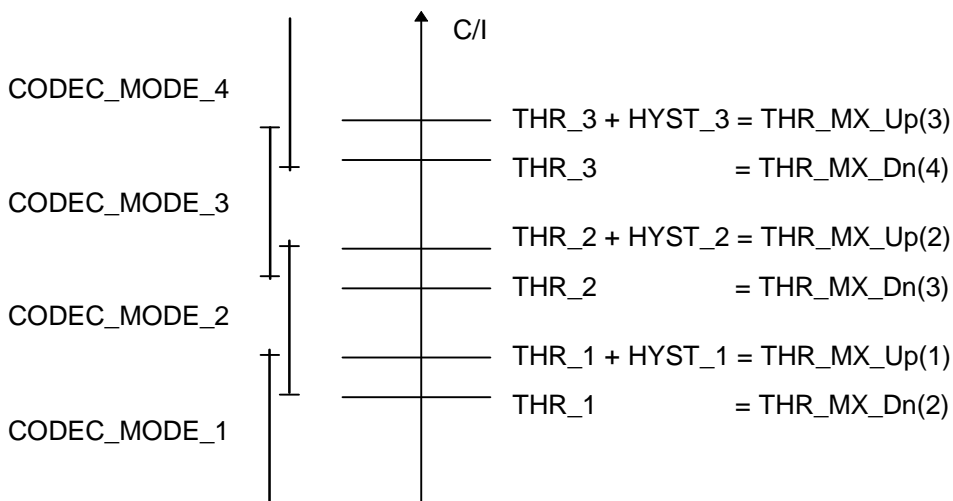 C/I
CODEC_MODE_4
THR_3 + HYST_3 = THR_MX_Up(3)
THR_3 = THR_MX_Dn(4)
CODEC_MODE_3
THR_2 + HYST_2 = THR_MX_Up(2)
THR_2 = THR_MX_Dn(3)
CODEC_MODE_2
THR_1 + HYST_1 = THR_MX_Up(1)
THR_1 = THR_MX_Dn(2)
CODEC_MODE_1